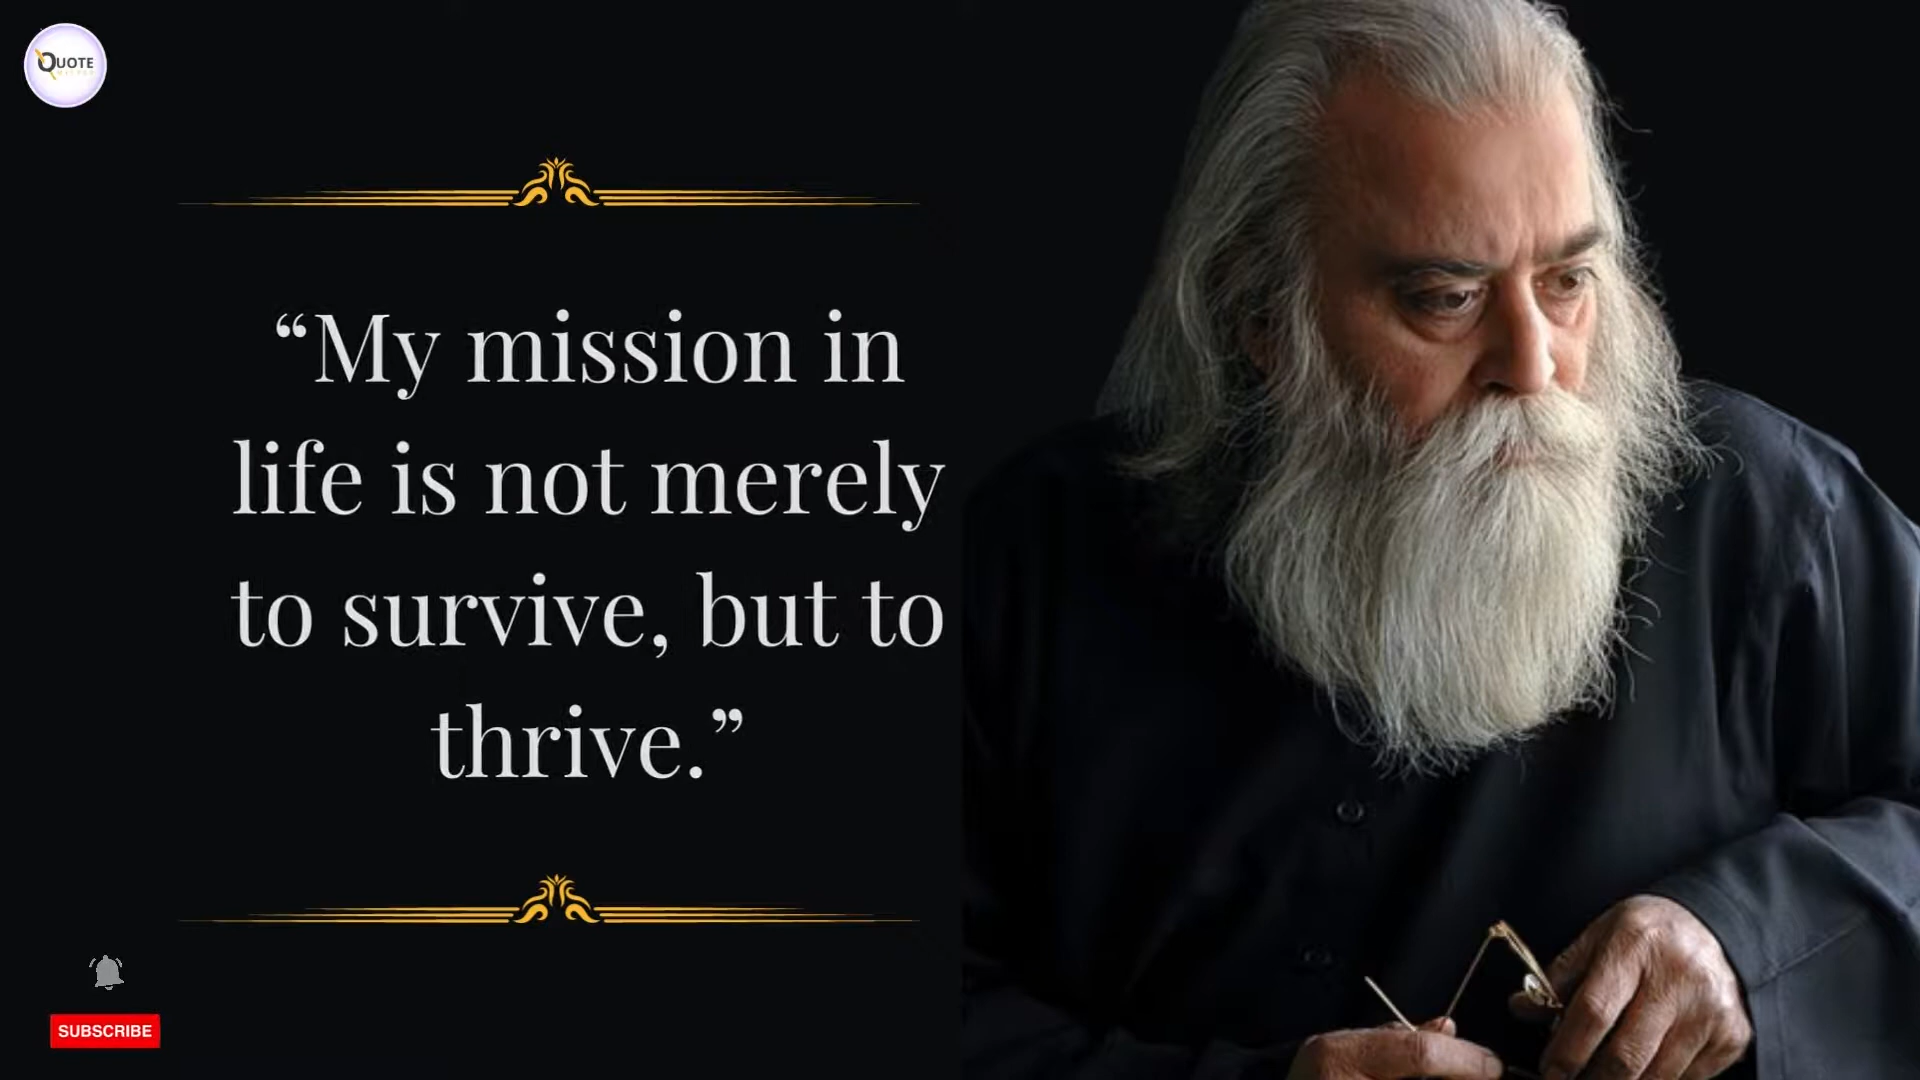 QUOTE
“My mission in
life is not merely
to survive, but to
thrive.”
SUBSCRIBE